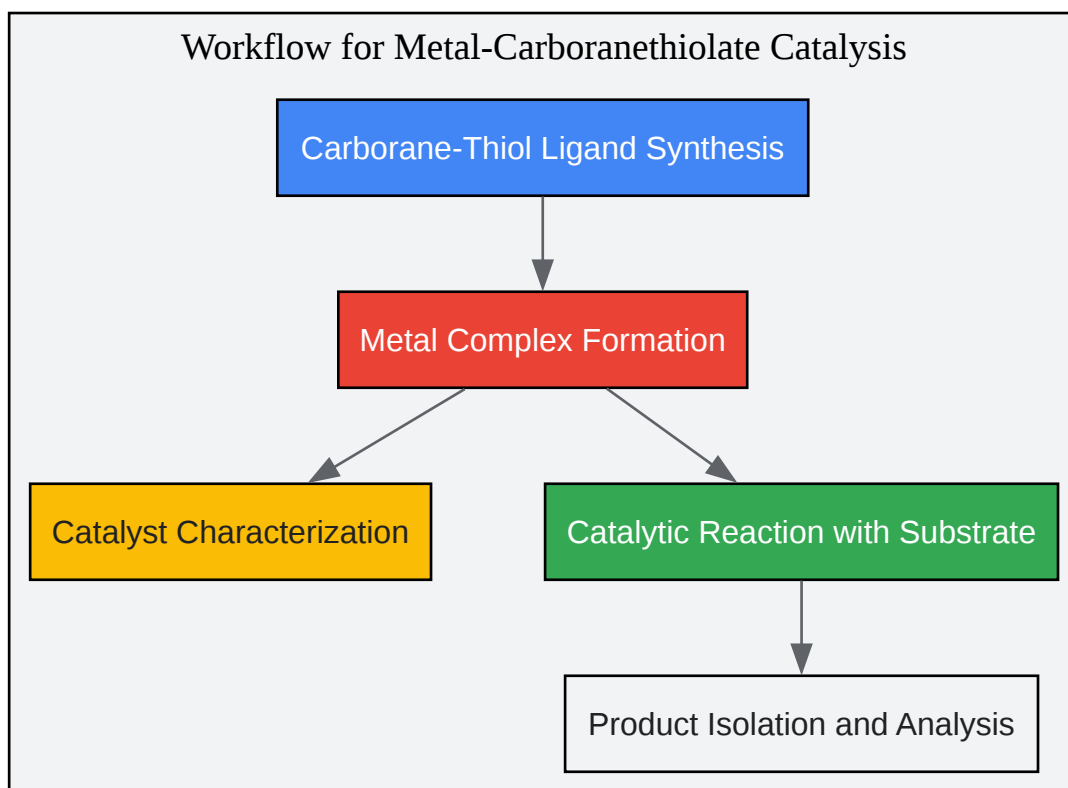 Workflow for Metal-Carboranethiolate Catalysis
Carborane-Thiol Ligand Synthesis
Metal Complex Formation
Catalyst Characterization
Catalytic Reaction with Substrate
Product Isolation and Analysis